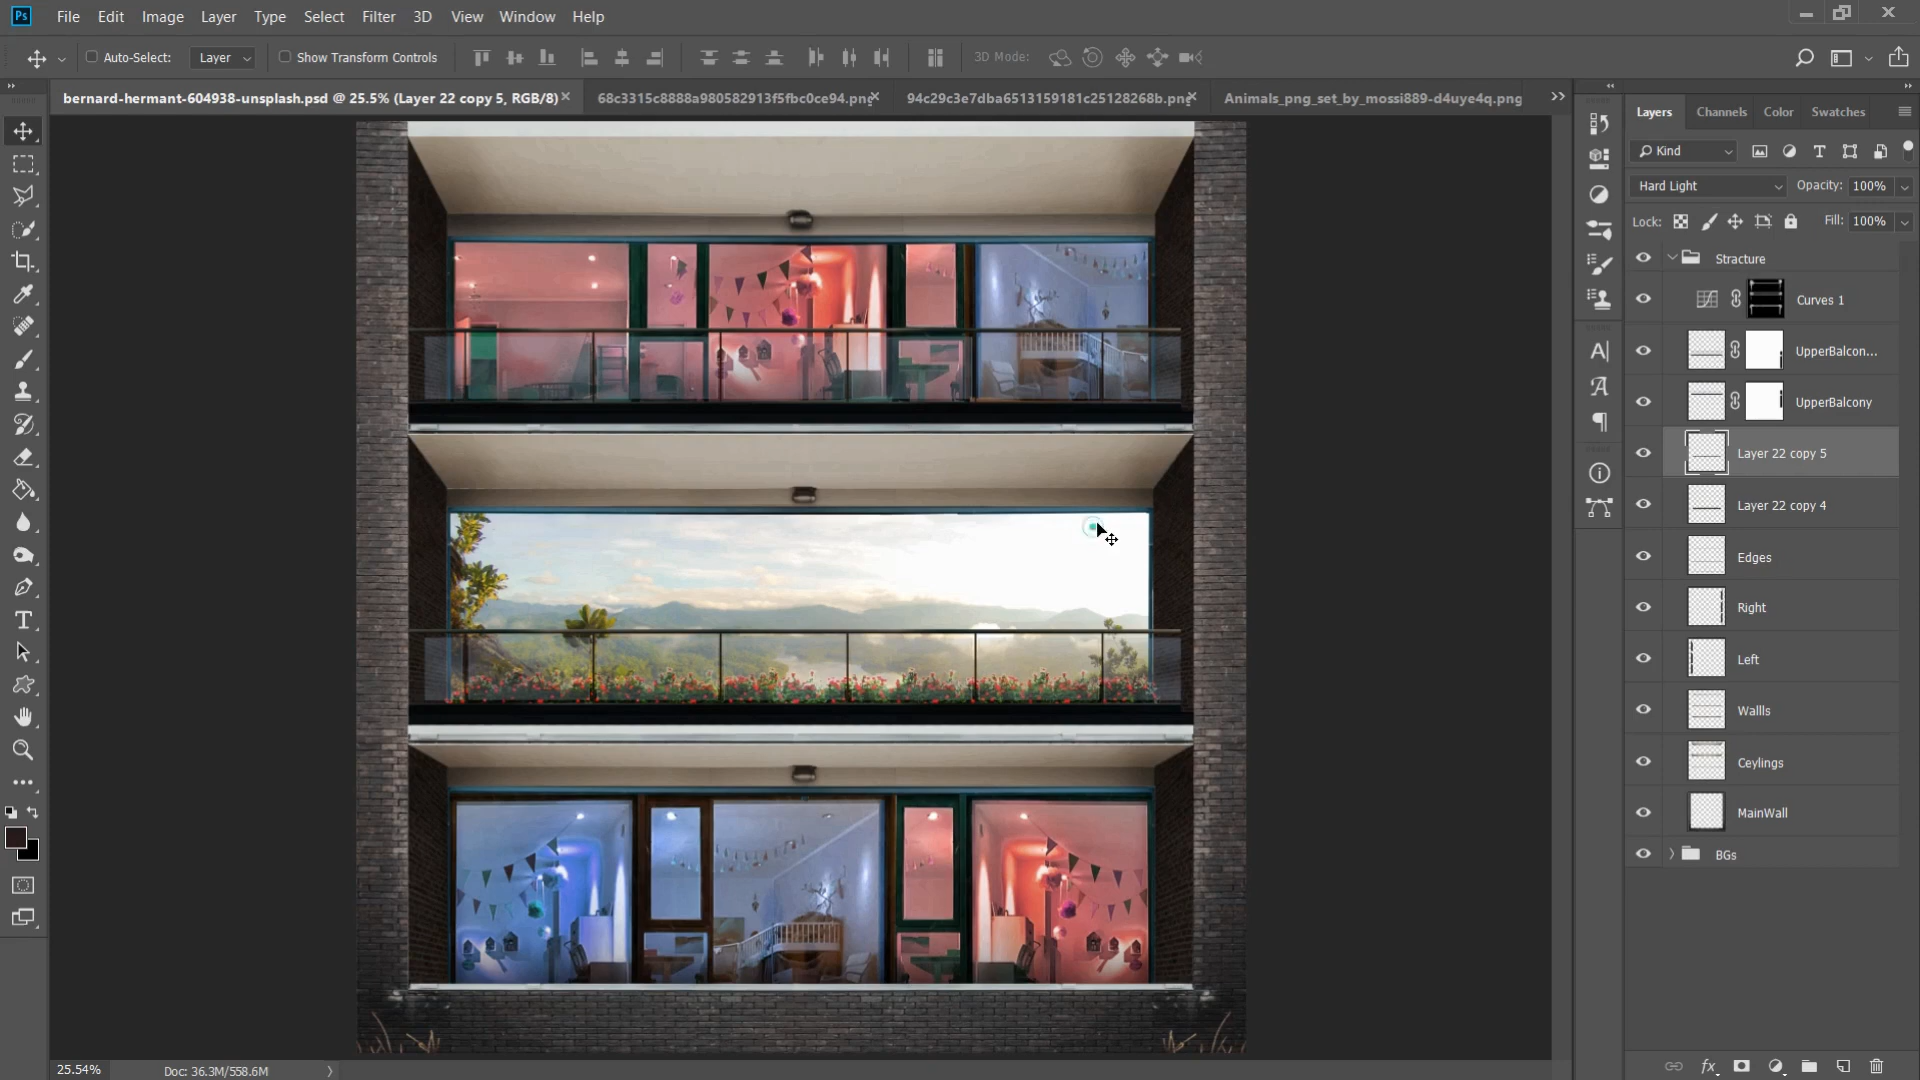 Ps File Edit Image Layer Type Select Filter 3D View Window Help
Auto-Select: Layer Show Transform Controls 3D Mode:
bernard-hermant-604938-unsplash.psd @ 25.5% (Layer 22 copy 5, RGB/8) 68c3315c8888a980582913f5fbc0ce94.png 94c29c3e7dba6513159181c25128268b.png Animals_png_set_by_mossi889-d4uye4q.png
Layers Channels Color Swatches
Kind
Hard Light Opacity: 100%
Lock: Fill: 100%
Stracture
Curves 1
UpperBalcon...
UpperBalcony
Layer 22 copy 5
Layer 22 copy 4
Edges
Right
Left
Wallls
Ceylings
MainWall
BGs
25.54% Doc: 36.3M/558.6M